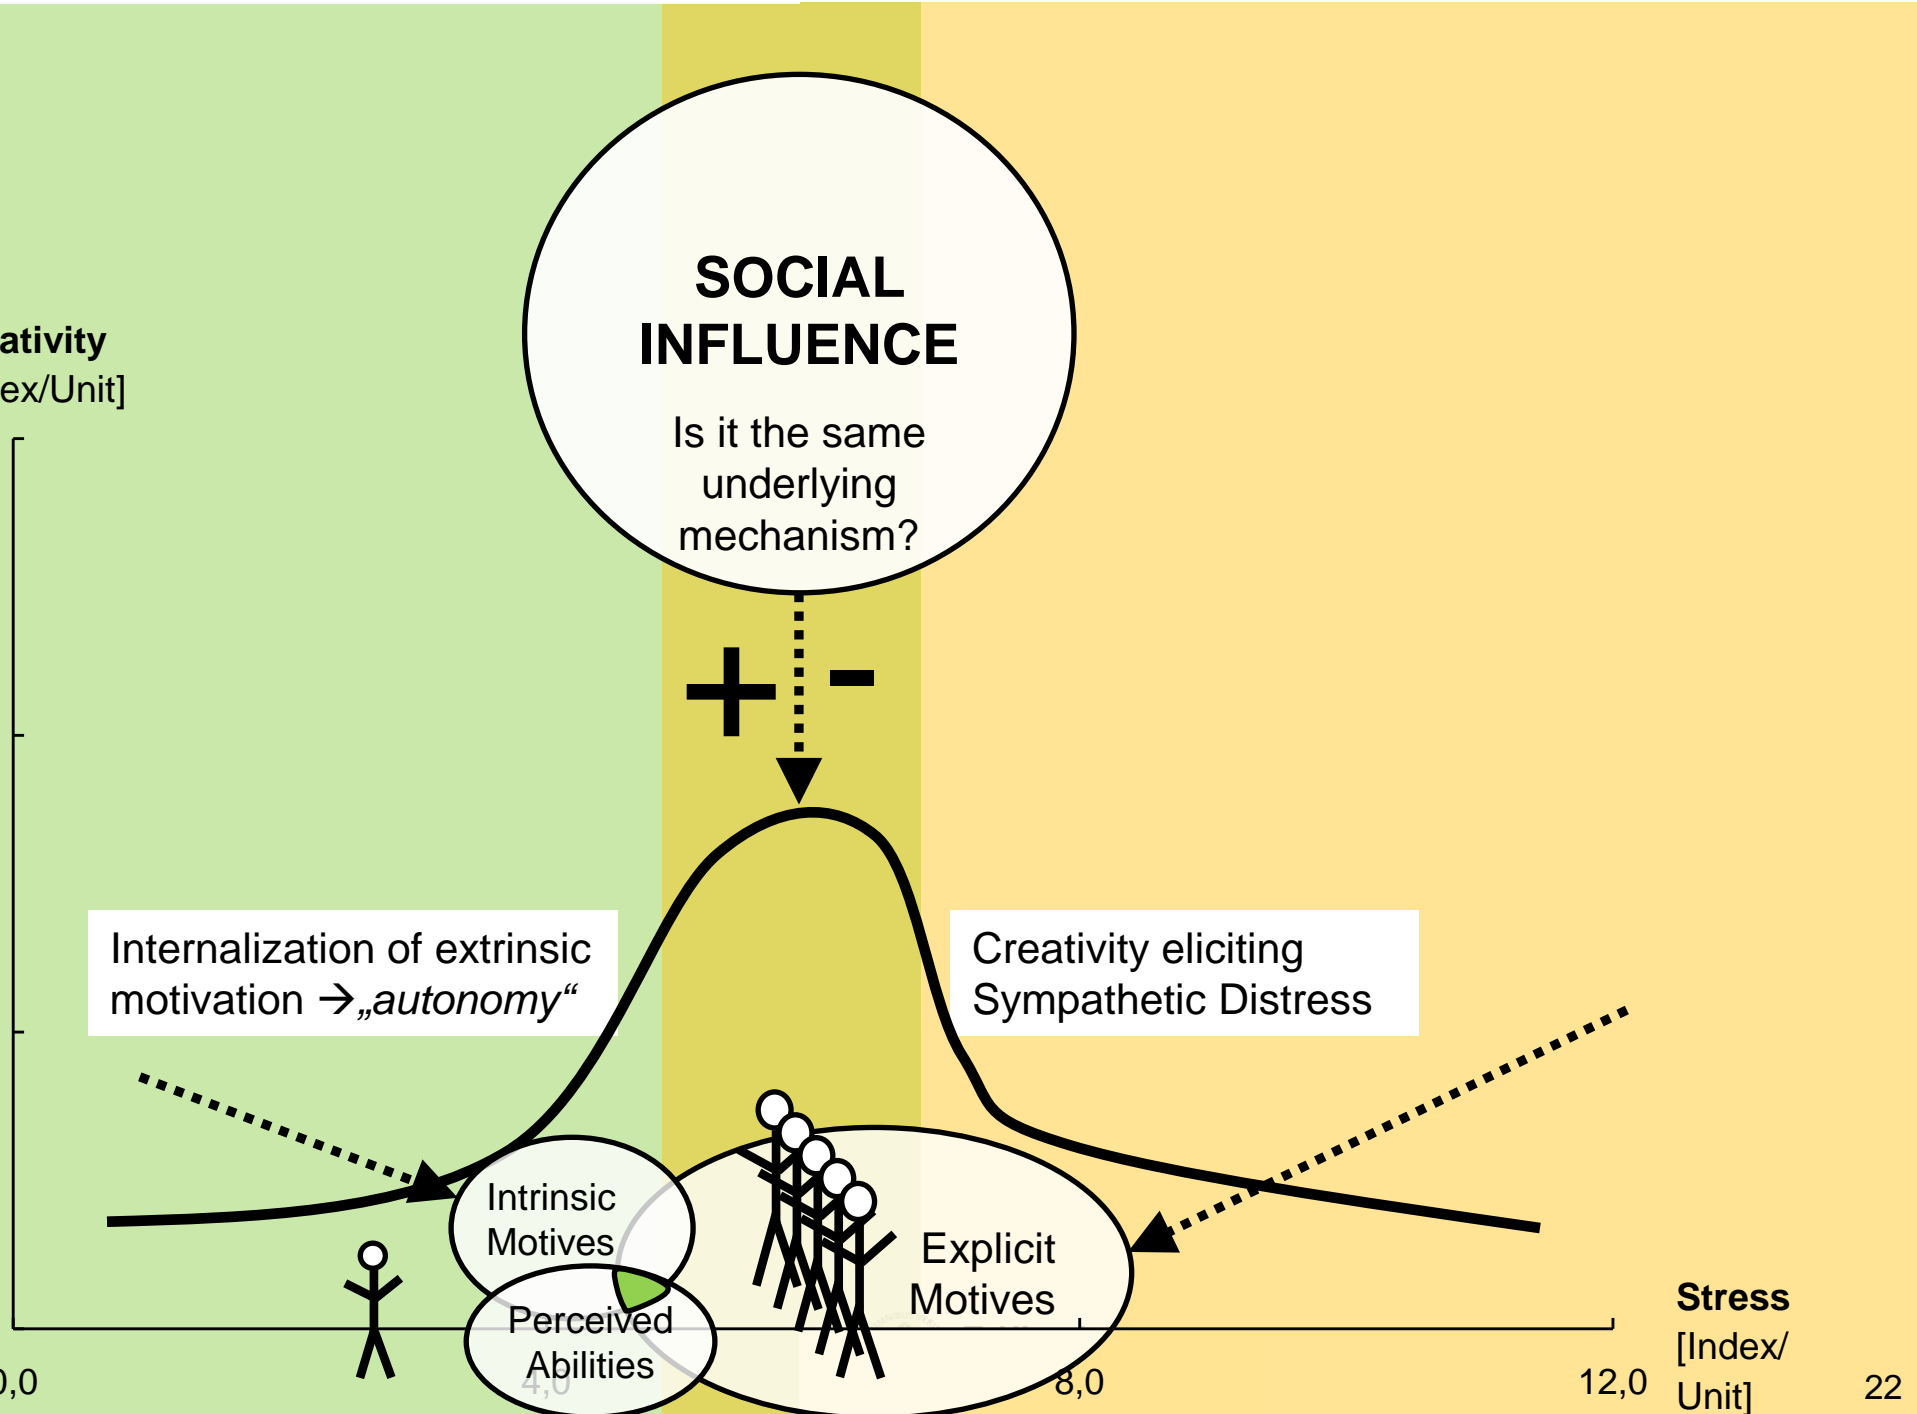 SOCIAL
INFLUENCE
Is it the same
underlying
mechanism?
ativity
ex/Unit]
+ -
Internalization of extrinsic
motivation →„autonomy“
Creativity eliciting
Sympathetic Distress
Intrinsic
Motives
Explicit
Motives
Perceived
Abilities
Stress
[Index/
Unit]
0,0
4,0
8,0
12,0
22